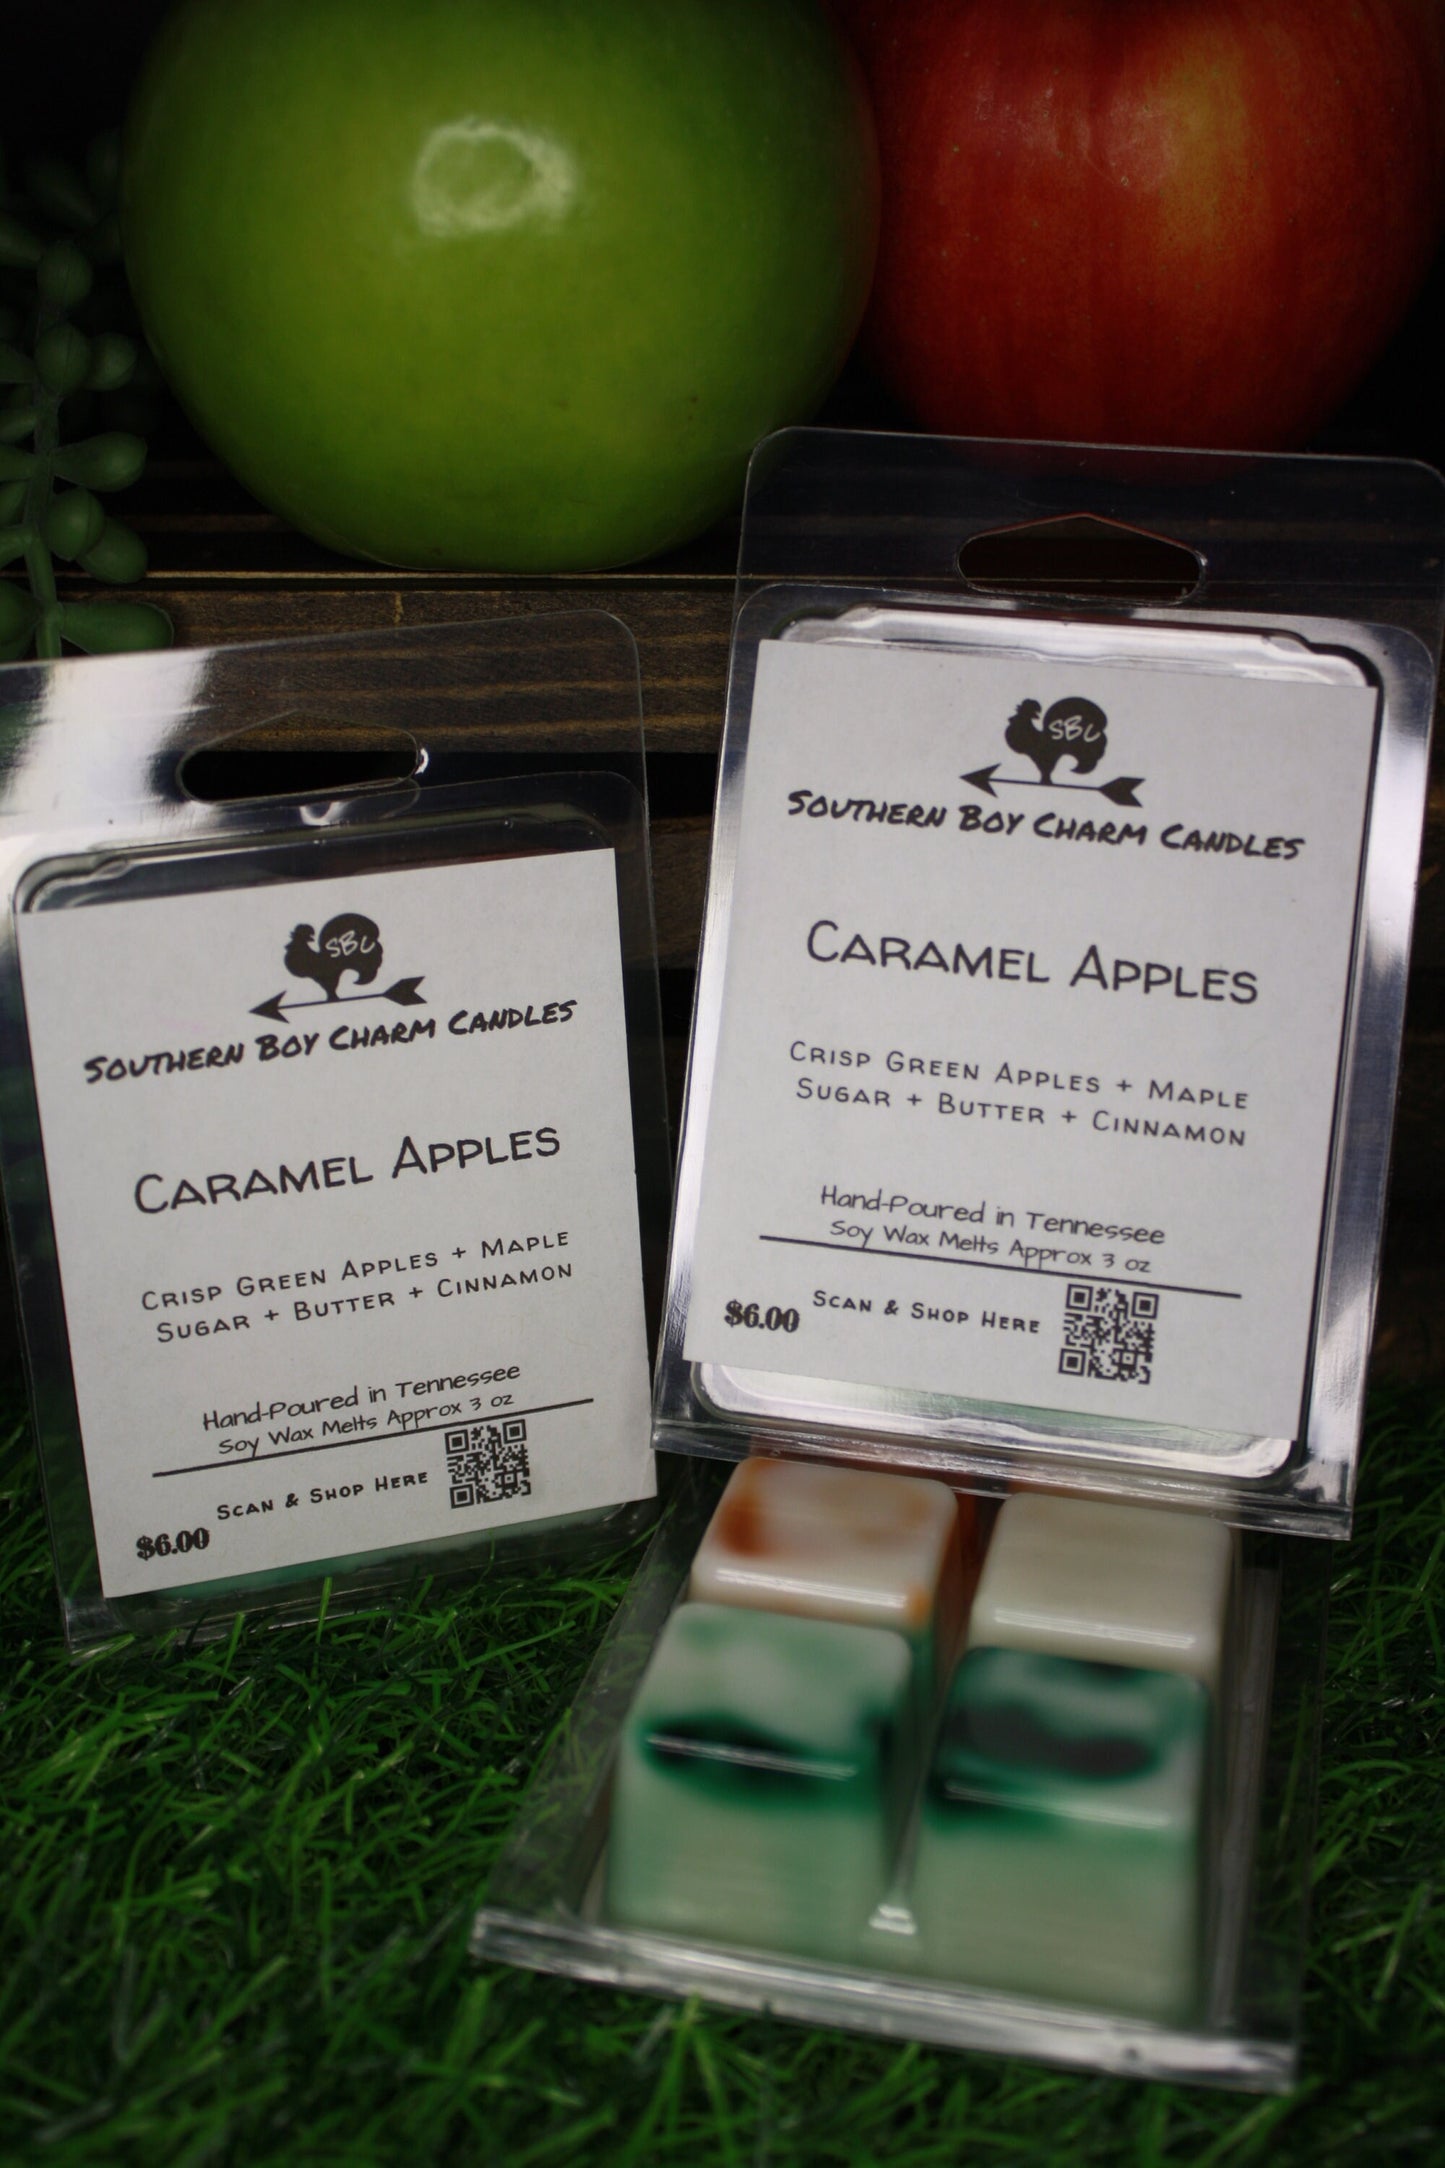 SBC
Southern Boy Charm Candles
Caramel Apples
Crisp Green Apples + Maple
Sugar + Butter + Cinnamon
Hand-Poured in Tennessee
Soy Wax Melts Approx 3 oz
Scan & Shop Here
$6.00
SBC
Southern Boy Charm Candles
Caramel Apples
Crisp Green Apples + Maple
Sugar + Butter + Cinnamon
Hand-Poured in Tennessee
Soy Wax Melts Approx 3 oz
$6.00 Scan & Shop Here